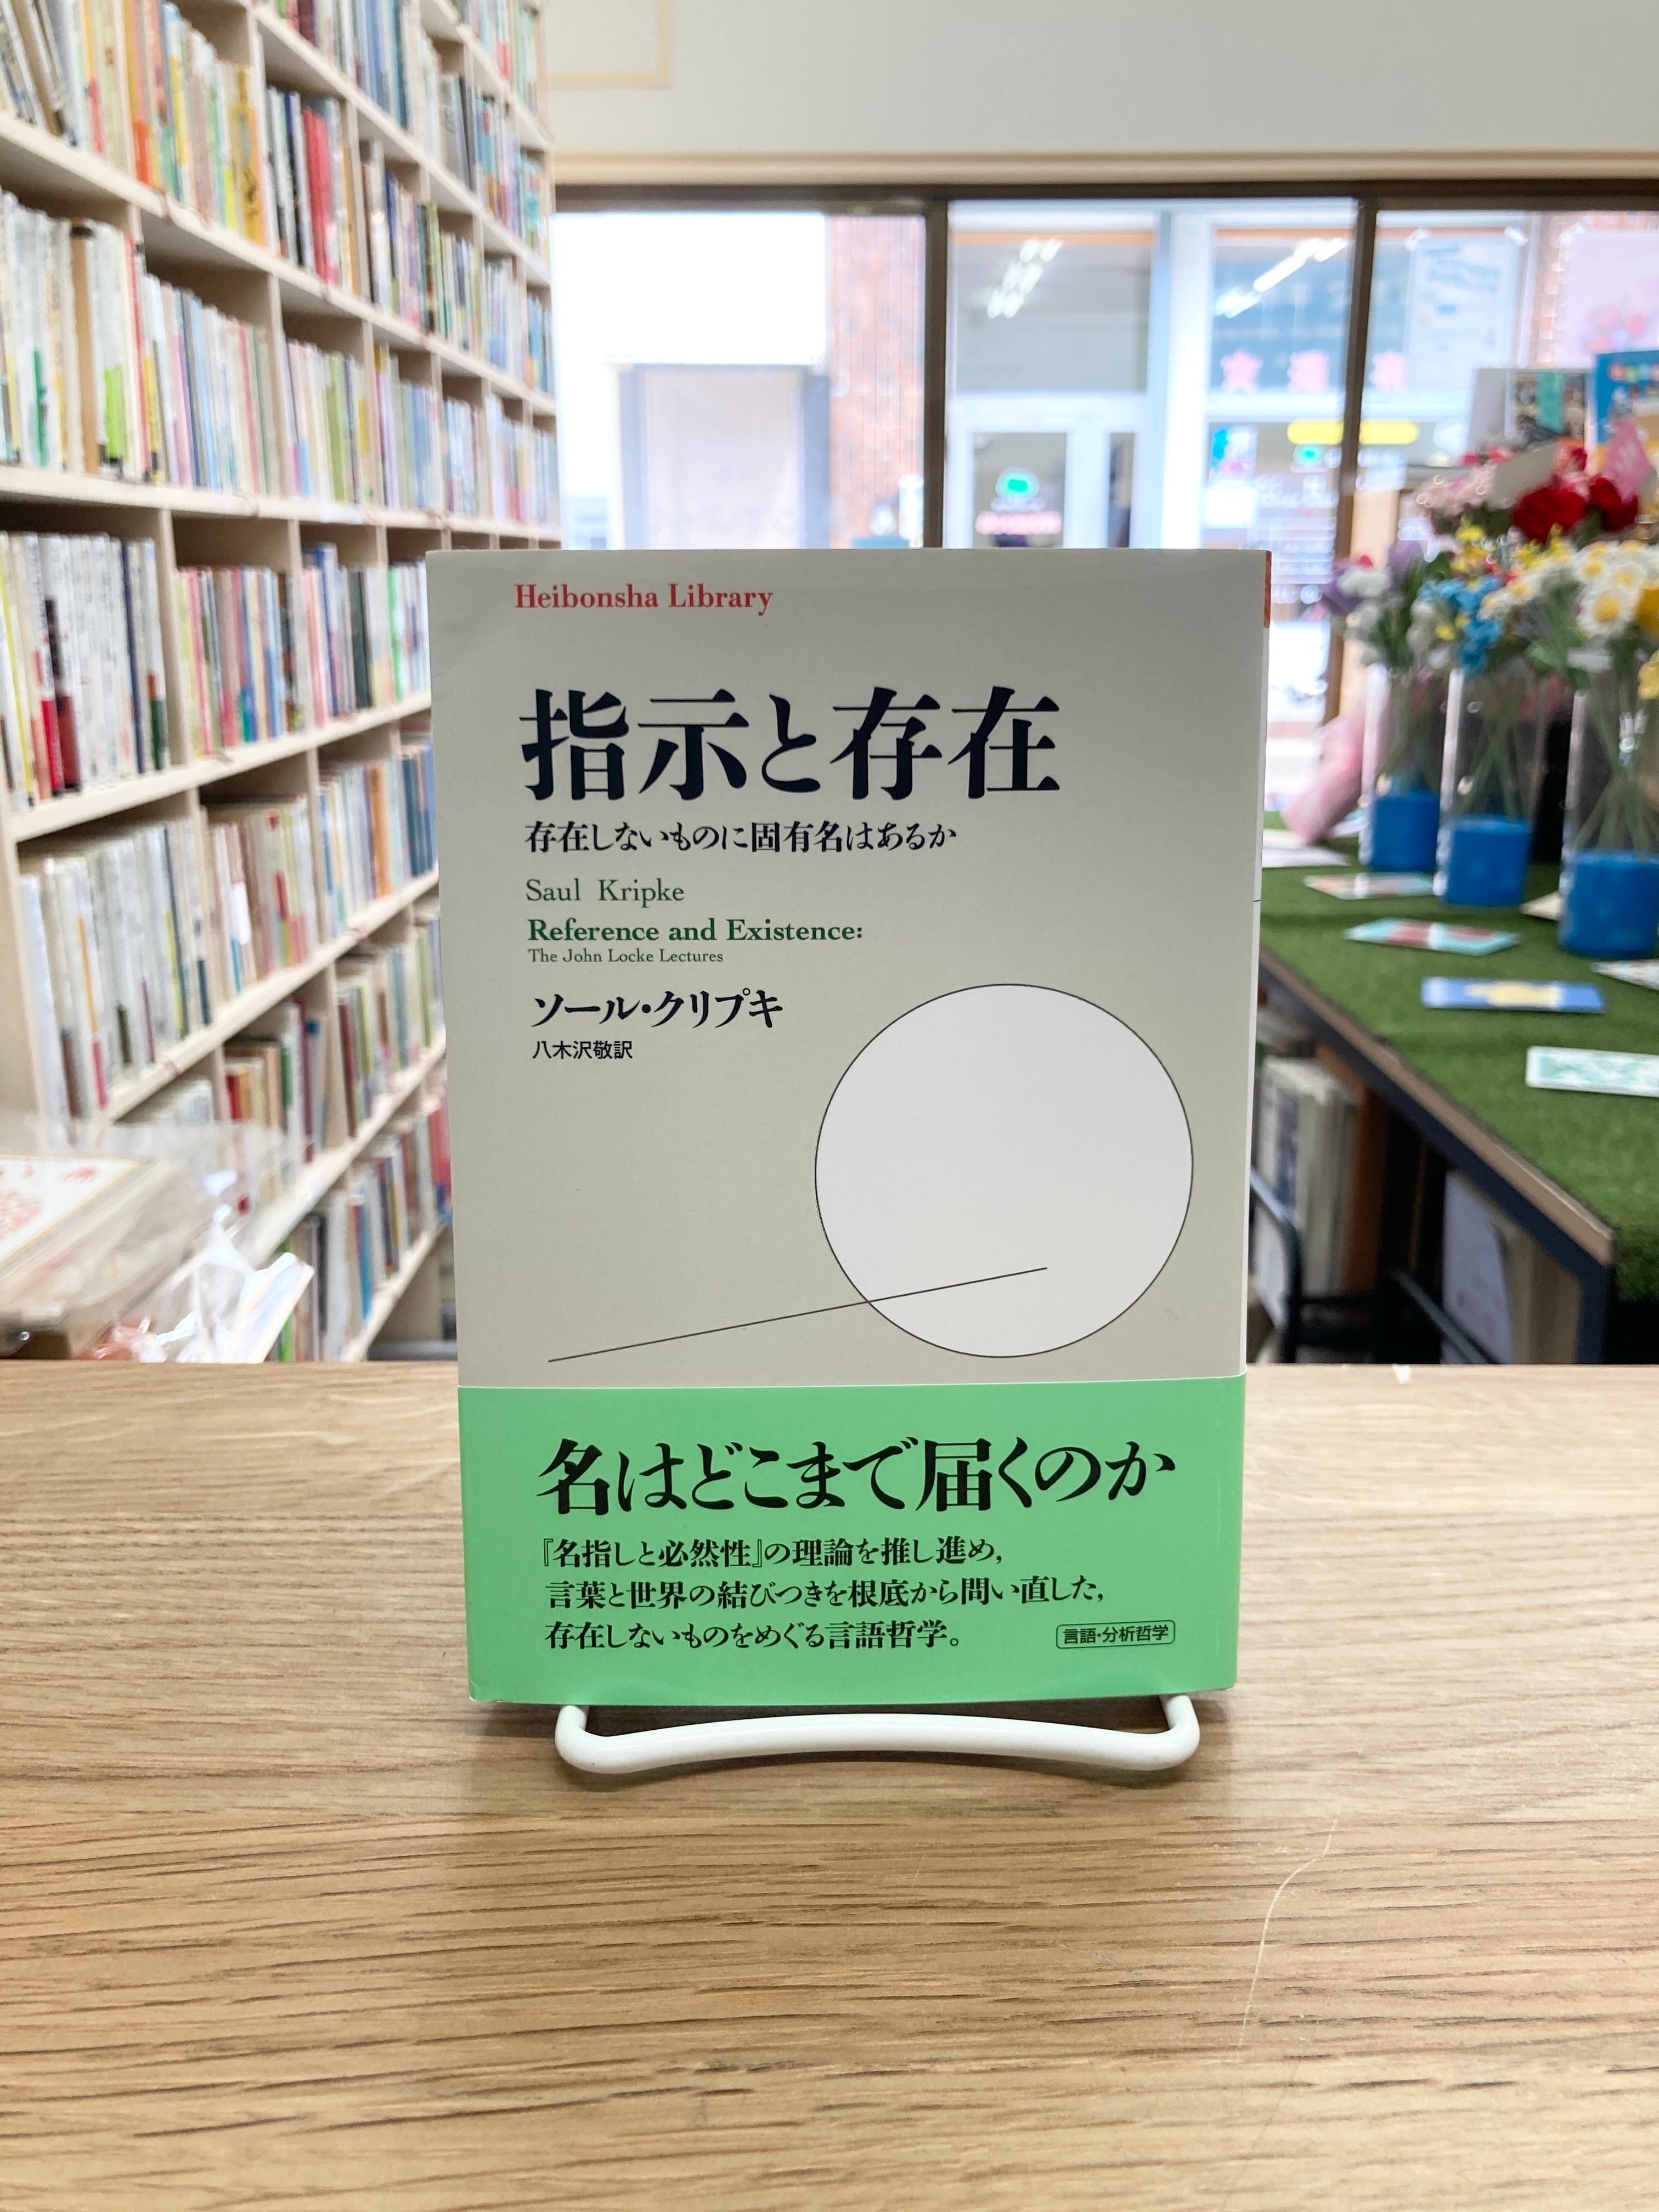 Heibonsha Library
指示と存在
存在しないものに固有名はあるか
Saul Kripke
Reference and Existence:
The John Locke Lectures
ソール・クリプキ
八木沢敬訳
名はどこまで届くのか
『名指しと必然性』の理論を推し進め,
言葉と世界の結びつきを根底から問い直した,
存在しないものをめぐる言語哲学。
言語・分析哲学